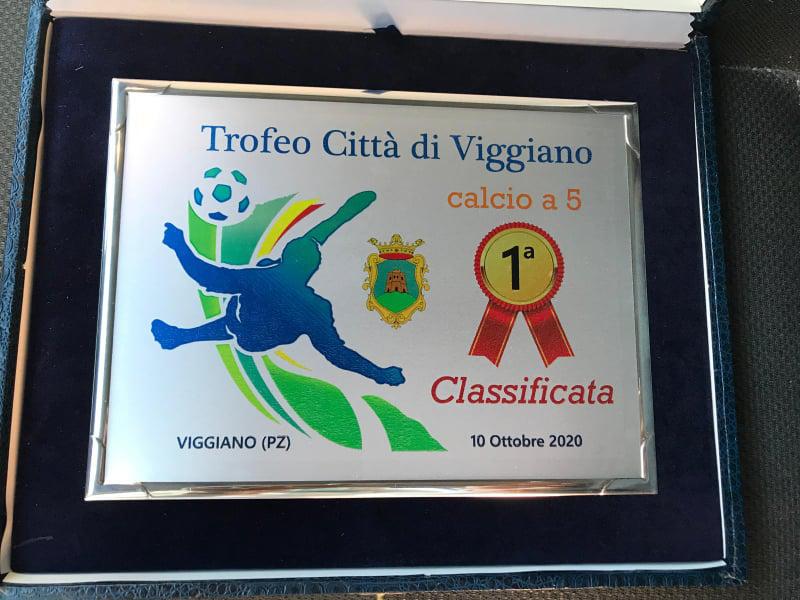 Trofeo Città di Viggiano
calcio a 5
1ª
Classificata
VIGGIANO (PZ)
10 Ottobre 2020